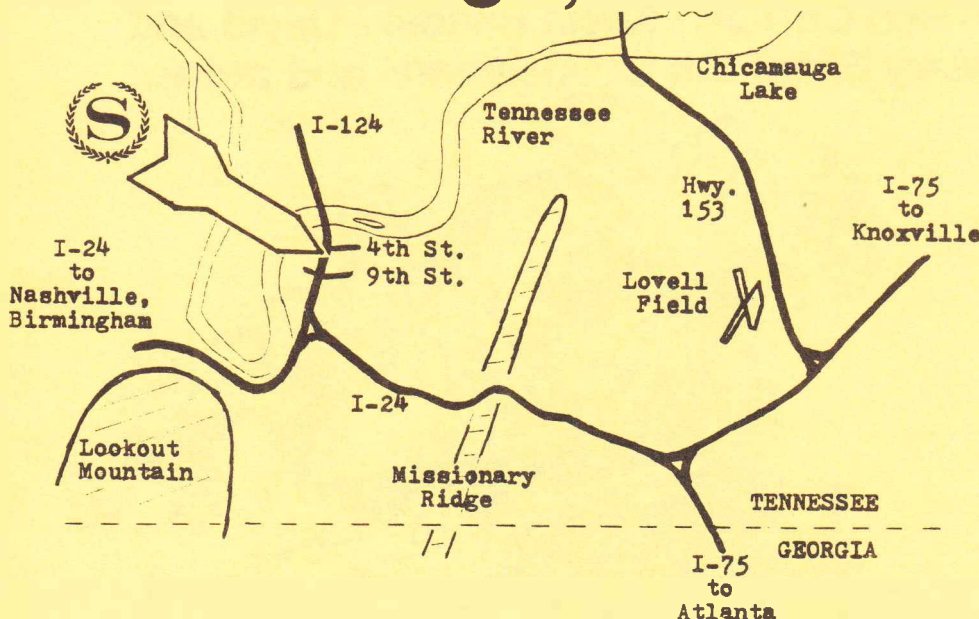 S
Chicamauga
Lake
Tennessee
River
I-124
Hwy.
153
I-75
to
Knoxville
4th St.
9th St.
I-24
to
Nashville,
Birmingham
Lovell
Field
I-24
Lookout
Mountain
Missionary
Ridge
TENNESSEE
GEORGIA
I-75
to
Atlanta